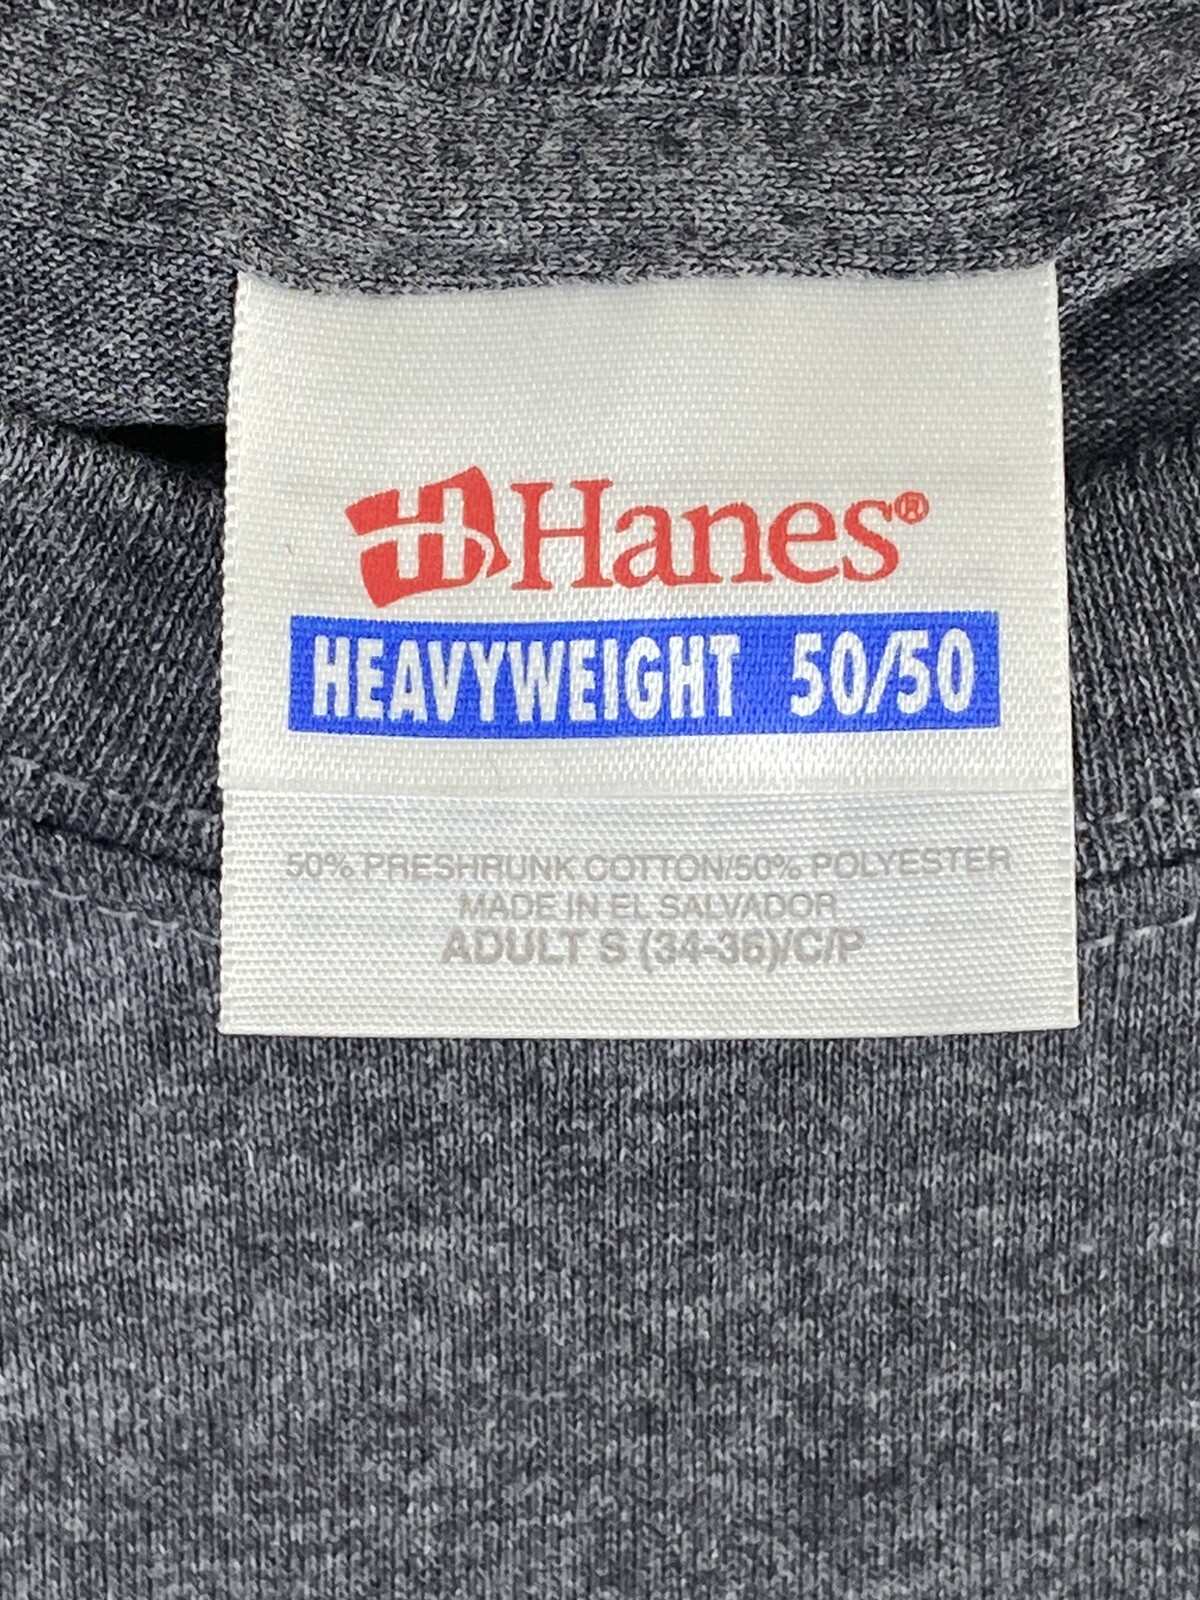 H Hanes®
HEAVYWEIGHT 50/50
50% PRESHRUNK COTTON/50% POLYESTER
MADE IN EL SALVADOR
ADULT S (34-36)/C/P